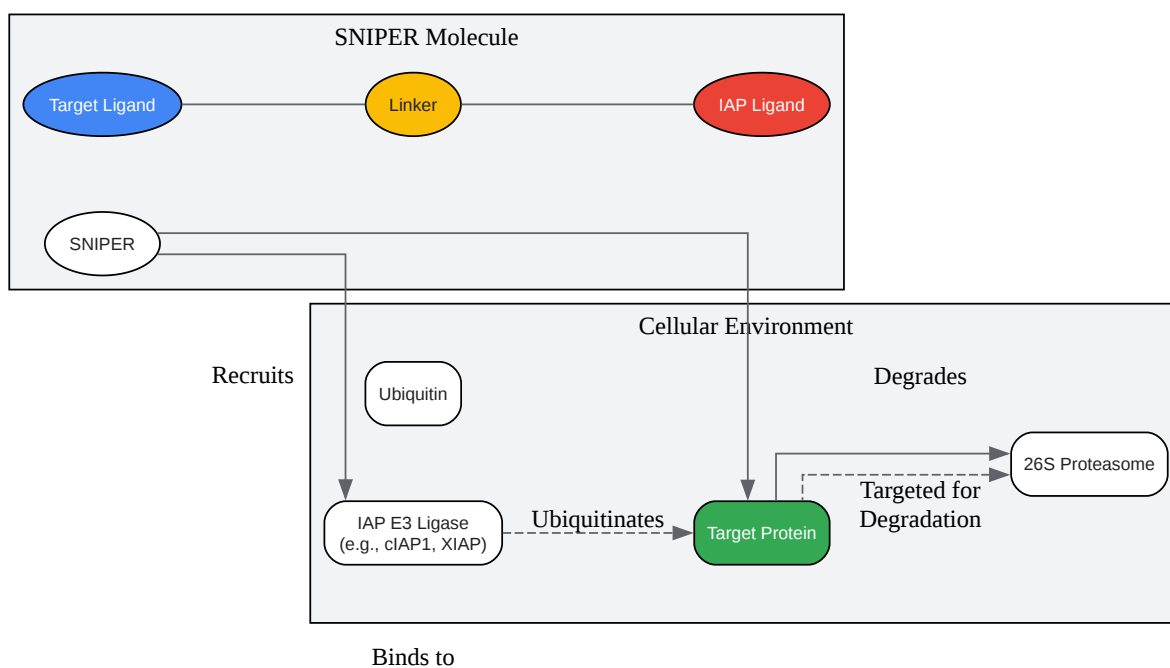 SNIPER Molecule
Target Ligand
Linker
IAP Ligand
SNIPER
Cellular Environment
Recruits
Ubiquitin
Degrades
26S Proteasome
IAP E3 Ligase
(e.g., cIAP1, XIAP)
Ubiquitinates
Target Protein
Targeted for
Degradation
Binds to